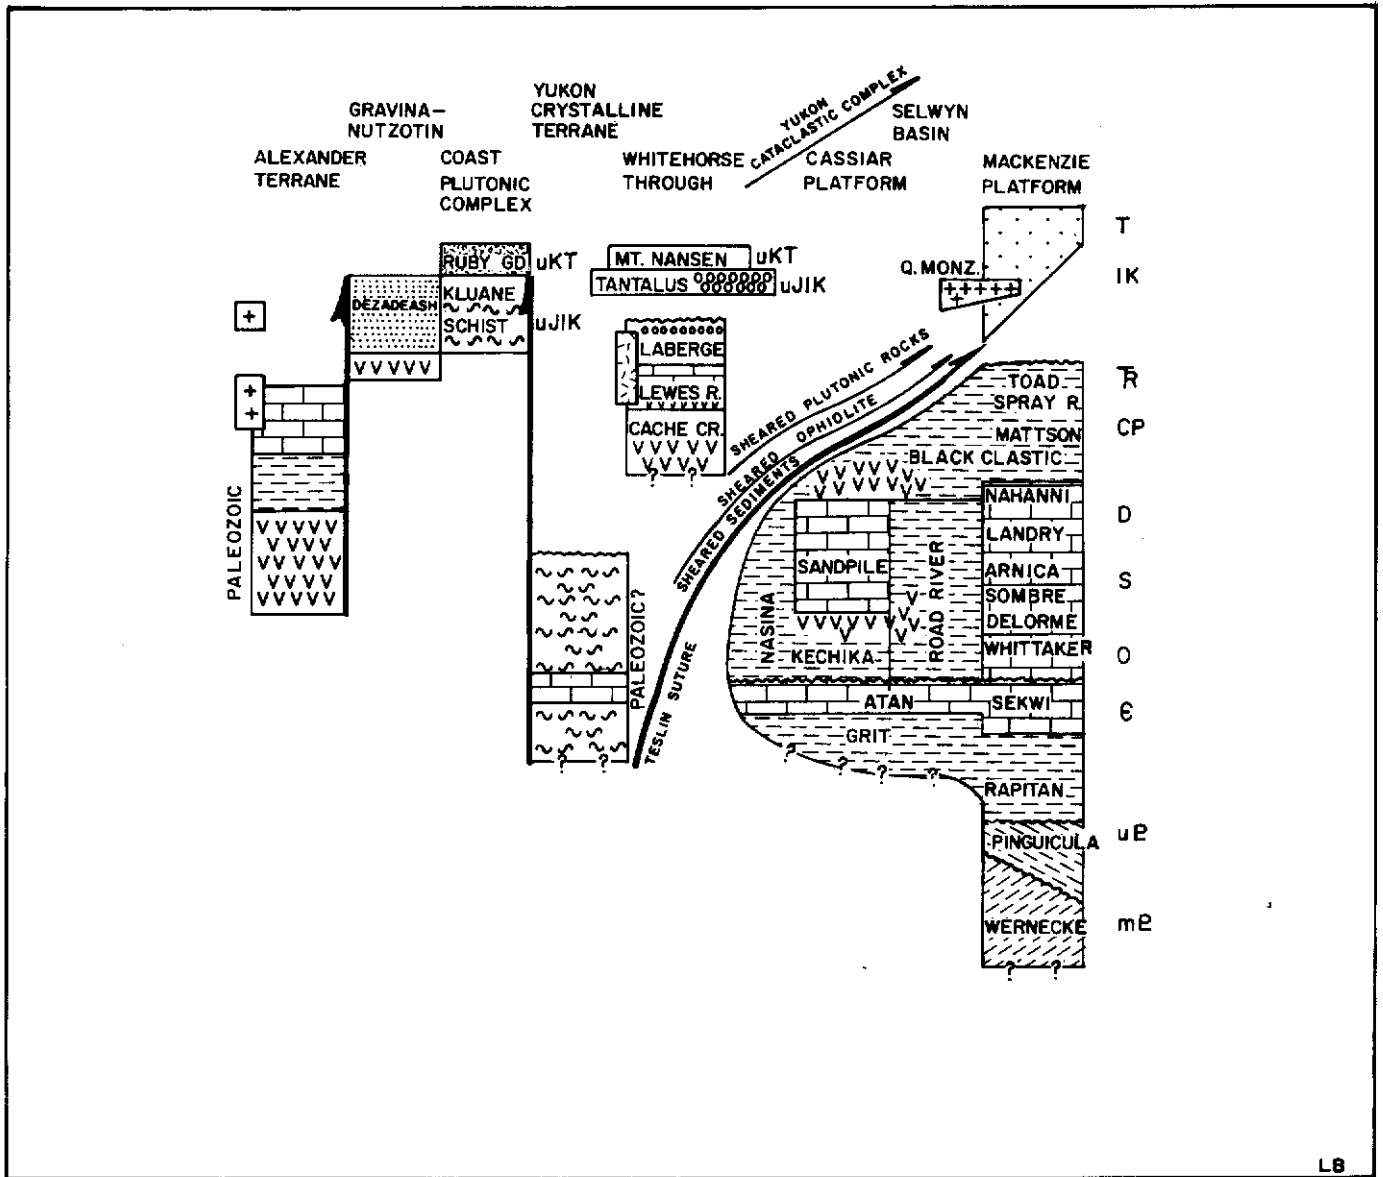 YUKON
CRYSTALLINE
TERRANE
GRAVINA-
NUTZOTIN
YUKON
CATACLASTIC COMPLEX
SELWYN
BASIN
ALEXANDER
TERRANE
COAST
PLUTONIC
COMPLEX
WHITEHORSE
THROUGH
CASSIAR
PLATFORM
MACKENZIE
PLATFORM
T
RUBY GD
uKT
MT. NANSEN
uKT
Q. MONZ.
IK
TANTALUS
uJIK
DEZADEASH
KLUANE
SCHIST
uJIK
LABERGE
LEWES R.
CACHE CR.
? ?
SHEARED PLUTONIC ROCKS
SHEARED OPHIOLITE
SHEARED SEDIMENTS
TESLIN SUTURE
TOAD
SPRAY R.
TR
MATTSON
CP
BLACK CLASTIC
PALEOZOIC
PALEOZOIC?
? ?
NAHANNI
D
LANDRY
SANDPILE
ARNICA
S
SOMBRE
DELORME
NASINA
ROAD RIVER
KECHIKA
WHITTAKER
O
ATAN
SEKWI
Є
GRIT
? ? ? ?
RAPITAN
PINGUICULA
uP
WERNECKE
mP
? ?
L8